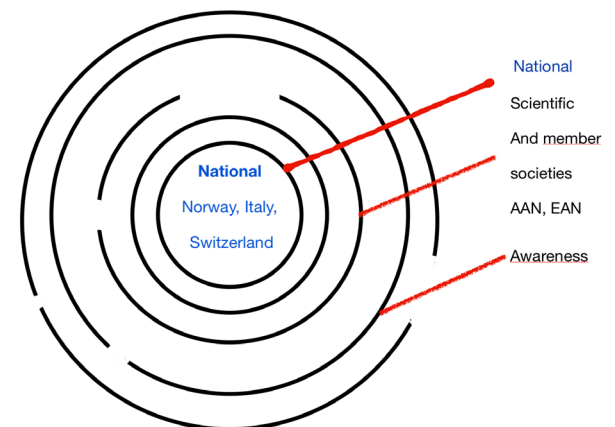 National
Norway, Italy,
Switzerland
National
Scientific
And member
societies
AAN, EAN
Awareness